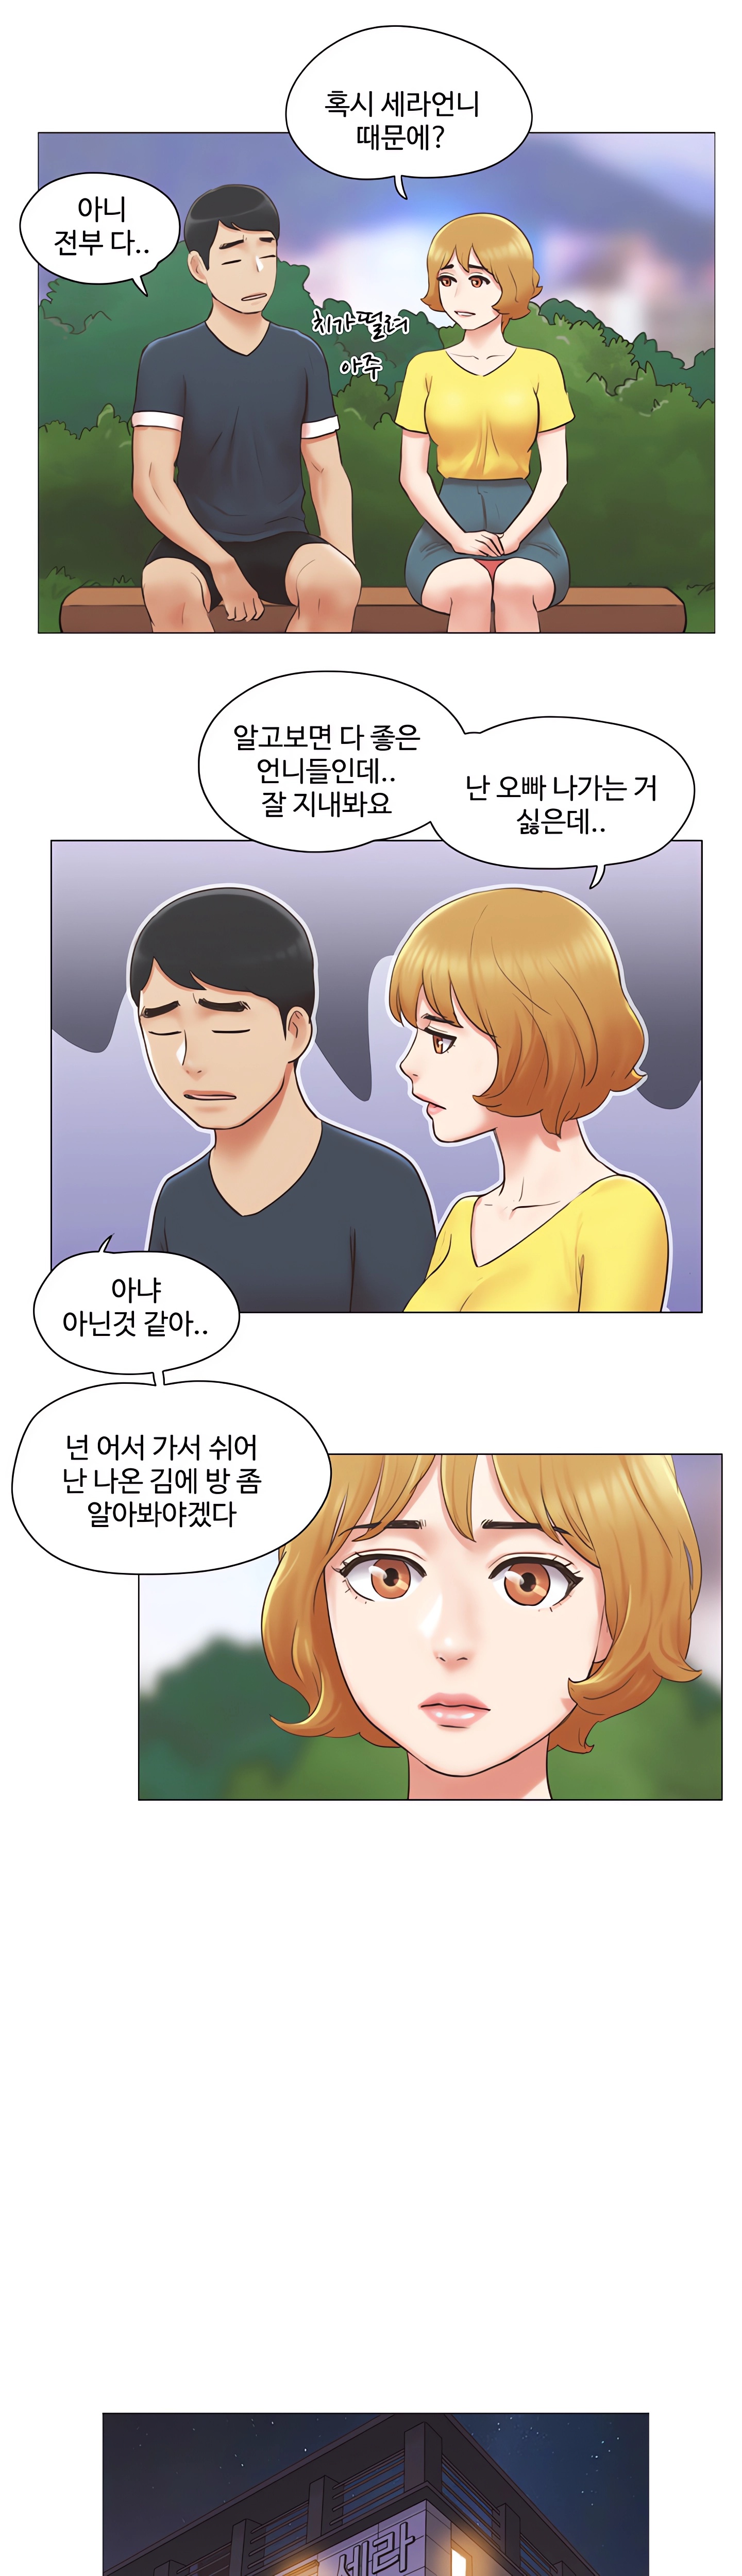 혹시 세라언니
때문에?
아니
전부 다..
치가떨려
아주
알고보면 다 좋은
언니들인데..
잘 지내봐요
난 오빠 나가는 거
싫은데..
아냐
아닌것 같아..
넌 어서 가서 쉬어
난 나온 김에 방 좀
알아봐야겠다
세라